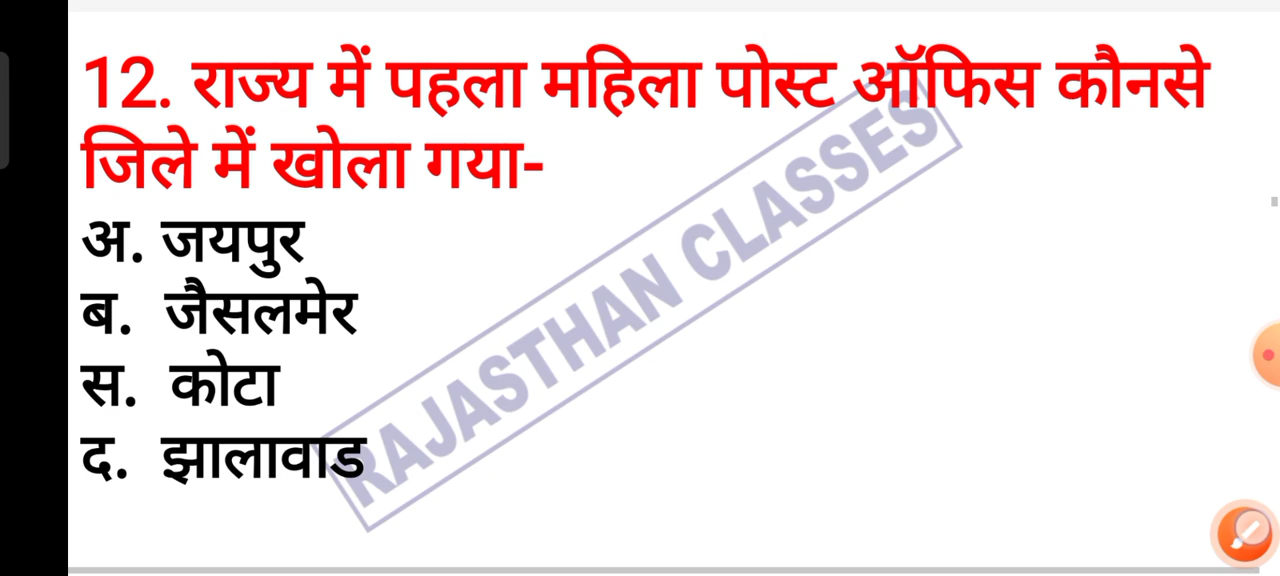 12. राज्य में पहला महिला पोस्ट ऑफिस कौनसे
जिले में खोला गया-
अ. जयपुर
ब. जैसलमेर
स. कोटा
द. झालावाड
RAJASTHAN CLASSES